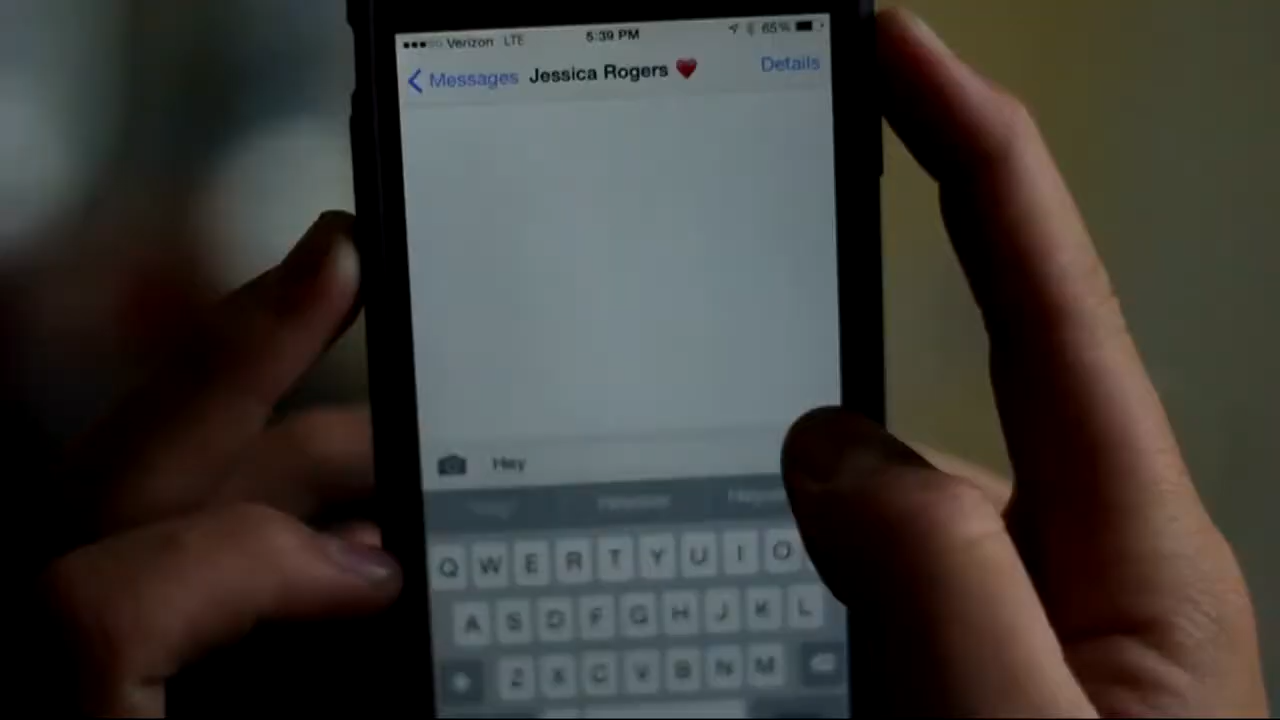 Verizon LTE 5:39 PM 65%
Messages Jessica Rogers ❤ Details
Hey
Q W E R T Y U I O
A S D F G H J K L
Z X C V B N M